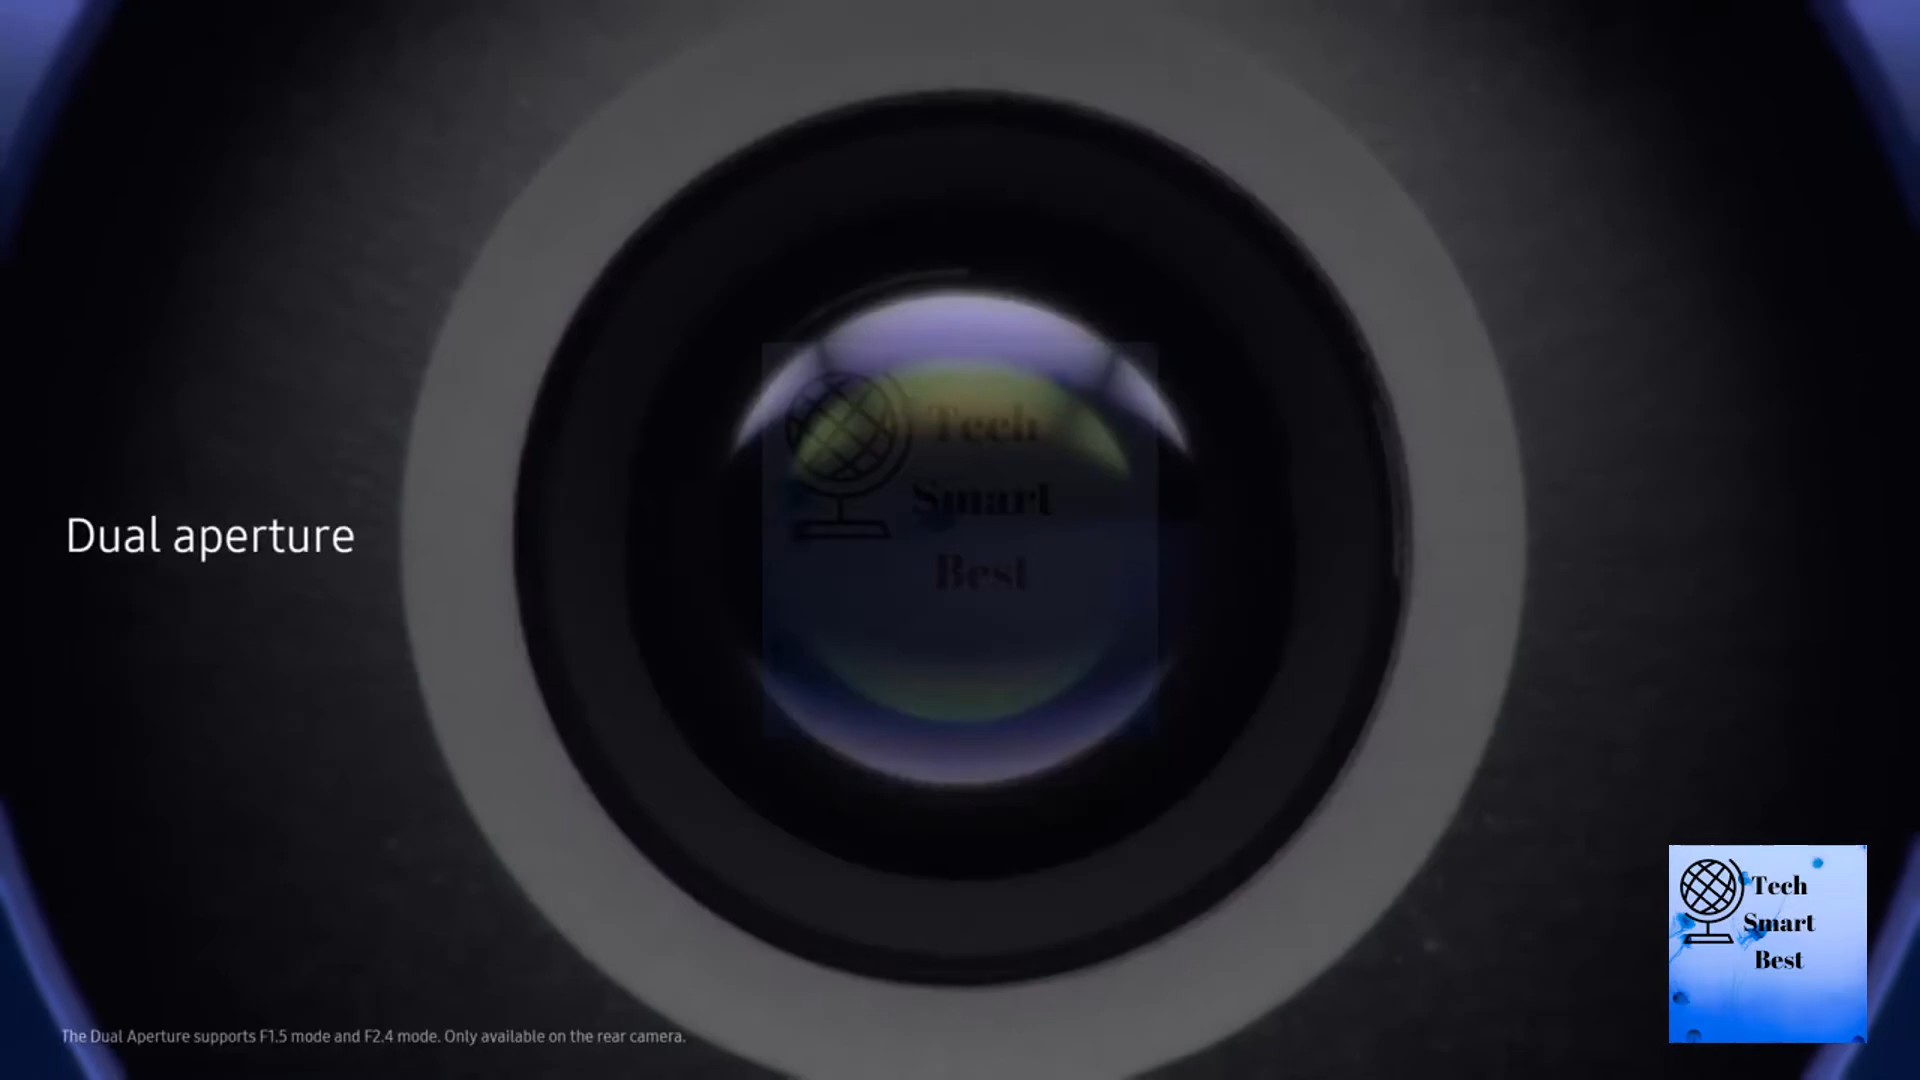 Tech
Smart
Best
Dual aperture
The Dual Aperture supports F1.5 mode and F2.4 mode. Only available on the rear camera.
Tech
Smart
Best